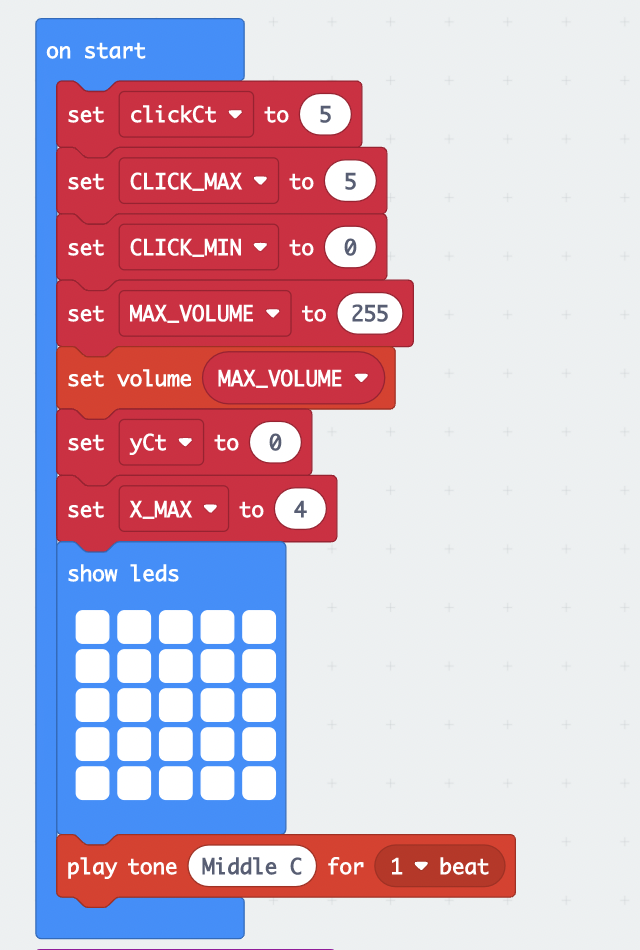 on start
set clickCt to 5
set CLICK_MAX to 5
set CLICK_MIN to 0
set MAX_VOLUME to 255
set volume MAX_VOLUME
set yCt to 0
set X_MAX to 4
show leds
play tone Middle C for 1 beat